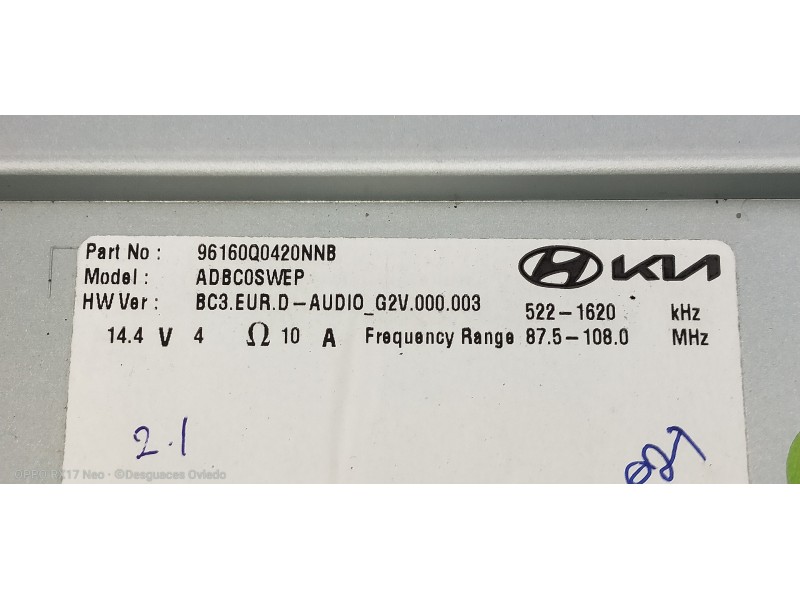 Part No : 96160Q0420NNB
Model : ADBC0SWEP
HW Ver : BC3.EUR.D-AUDIO_G2V.000.003
KIA
522-1620 kHz
14.4 V 4 Ω 10 A Frequency Range 87.5-108.0 MHz
2.1
©Desguaces Oviedo